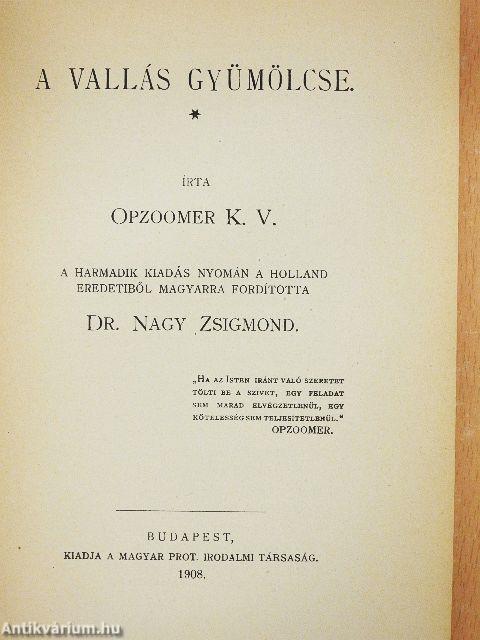 A VALLÁS GYÜMÖLCSE.
*
ÍRTA
OPZOOMER K. V.
A HARMADIK KIADÁS NYOMÁN A HOLLAND
EREDETIBŐL MAGYARRA FORDÍTOTTA
DR. NAGY ZSIGMOND.
„HA AZ ISTEN IRÁNT VALÓ SZERETET
TÖLTI BE A SZIVET, EGY FELADAT
SEM MARAD ELVÉGZETLENÜL, EGY
KÖTELESSÉG SEM TELJESÍTETLENÜL."
OPZOOMER.
BUDAPEST,
KIADJA A MAGYAR PROT. IRODALMI TÁRSASÁG.
1908.
Antikvárium.hu